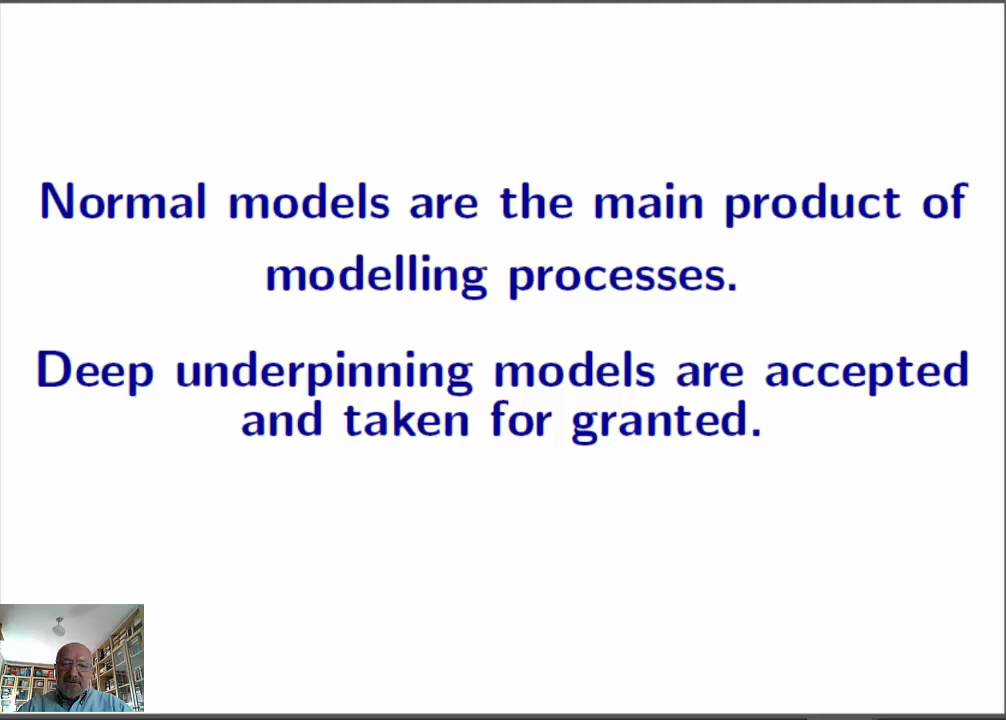 Normal models are the main product of
modelling processes.
Deep underpinning models are accepted
and taken for granted.